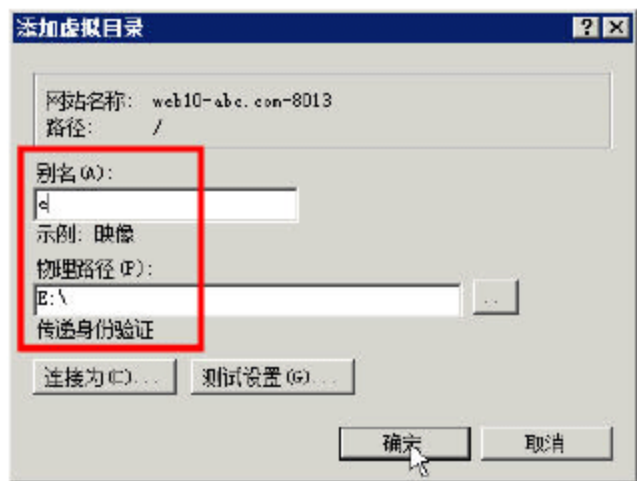 添加虚拟目录
网站名称: web10-abc.com-8013
路径: /
别名(A):
e
示例: 映像
物理路径(P):
E:\
..
传递身份验证
连接为(C)... 测试设置(G)...
确定 取消